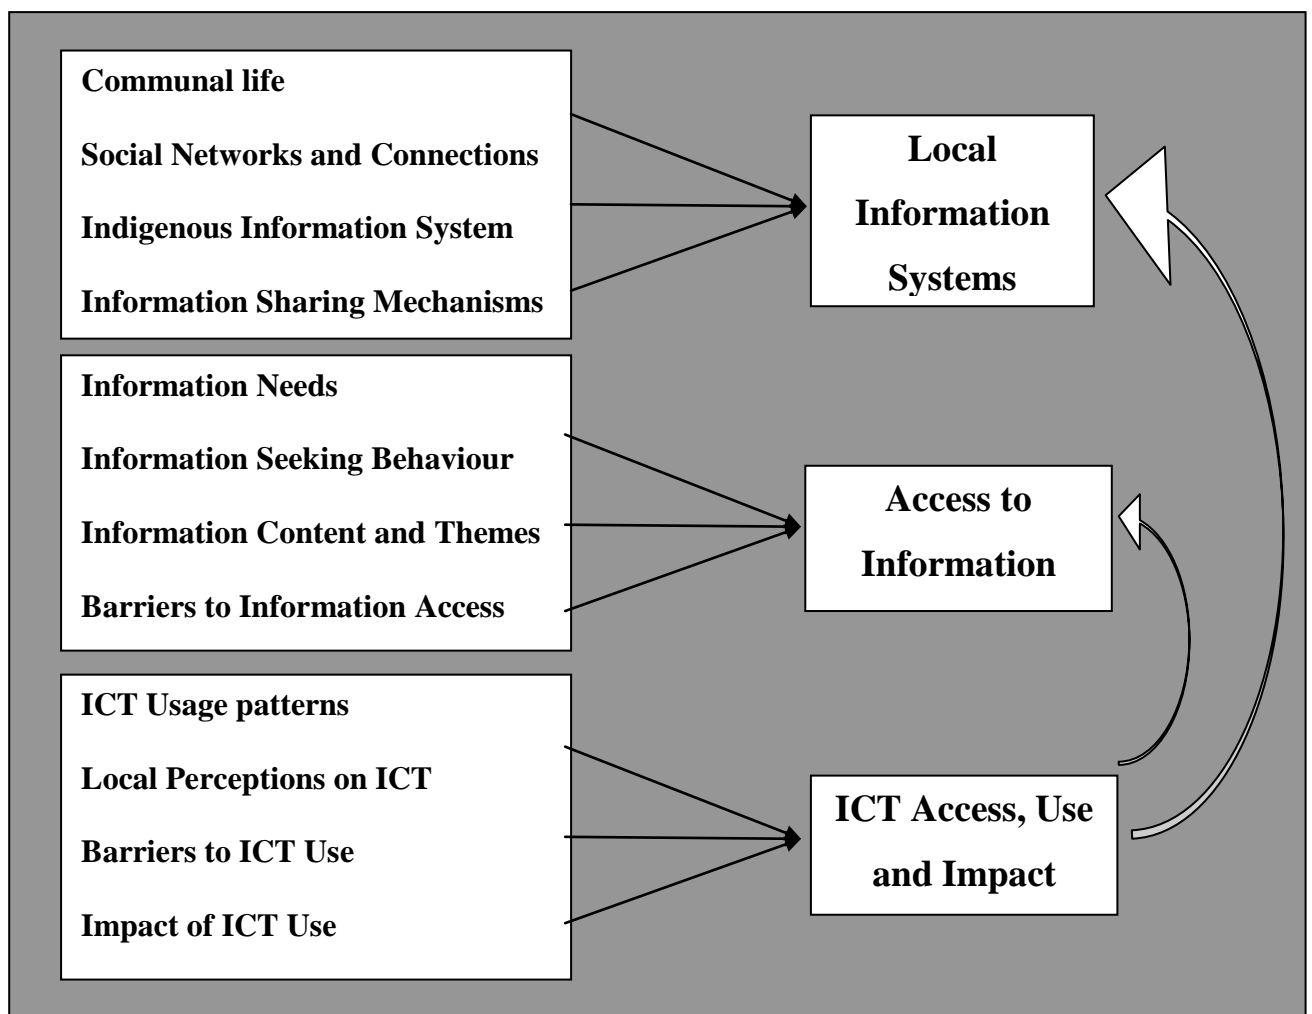 Communal life
Social Networks and Connections
Indigenous Information System
Information Sharing Mechanisms
Local
Information
Systems
Information Needs
Information Seeking Behaviour
Information Content and Themes
Barriers to Information Access
Access to
Information
ICT Usage patterns
Local Perceptions on ICT
Barriers to ICT Use
Impact of ICT Use
ICT Access, Use
and Impact